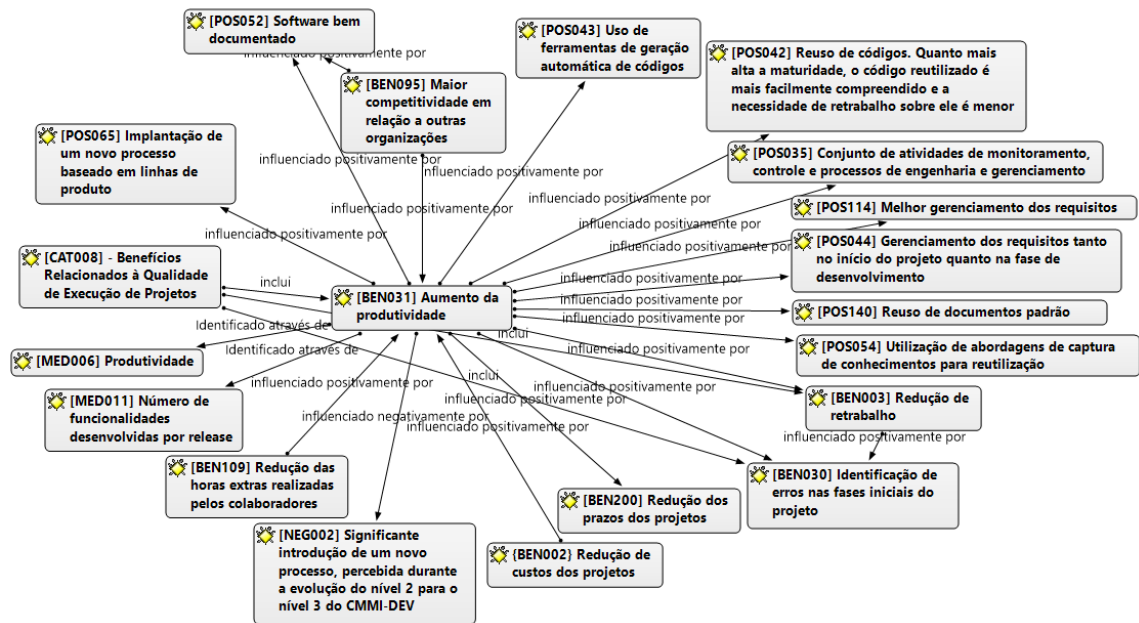 [POS052] Software bem
documentado
[POS043] Uso de
ferramentas de geração
automática de códigos
[POS042] Reuso de códigos. Quanto mais
alta a maturidade, o código reutilizado é
mais facilmente compreendido e a
necessidade de retrabalho sobre ele é menor
influenciado positivamente por
[BEN095] Maior
competitividade em
relação a outras
organizações
[POS065] Implantação de
um novo processo
baseado em linhas de
produto
influenciado positivamente por
influenciado positivamente por
influenciado positivamente por
influenciado positivamente por
influenciado positivamente por
influenciado positivamente por
[POS035] Conjunto de atividades de monitoramento,
controle e processos de engenharia e gerenciamento
[POS114] Melhor gerenciamento dos requisitos
influenciado positivamente por
influenciado positivamente por
[POS044] Gerenciamento dos requisitos tanto
no início do projeto quanto na fase de
desenvolvimento
[CAT008] - Benefícios
Relacionados à Qualidade
de Execução de Projetos
inclui
[BEN031] Aumento da
produtividade
influenciado positivamente por
influenciado positivamente por
[POS140] Reuso de documentos padrão
influenciado positivamente por
Identificado através de
inclui
influenciado positivamente por
[POS054] Utilização de abordagens de captura
de conhecimentos para reutilização
[MED006] Produtividade
Identificado através de
influenciado positivamente por
inclui
influenciado positivamente por
[BEN003] Redução de
retrabalho
[MED011] Número de
funcionalidades
desenvolvidas por release
influenciado positivamente por
influenciado negativamente por
influenciado positivamente por
influenciado positivamente por
[BEN109] Redução das
horas extras realizadas
pelos colaboradores
[BEN200] Redução dos
prazos dos projetos
[BEN030] Identificação de
erros nas fases iniciais do
projeto
[NEG002] Significante
introdução de um novo
processo, percebida durante
a evolução do nível 2 para o
nível 3 do CMMI-DEV
{BEN002} Redução de
custos dos projetos